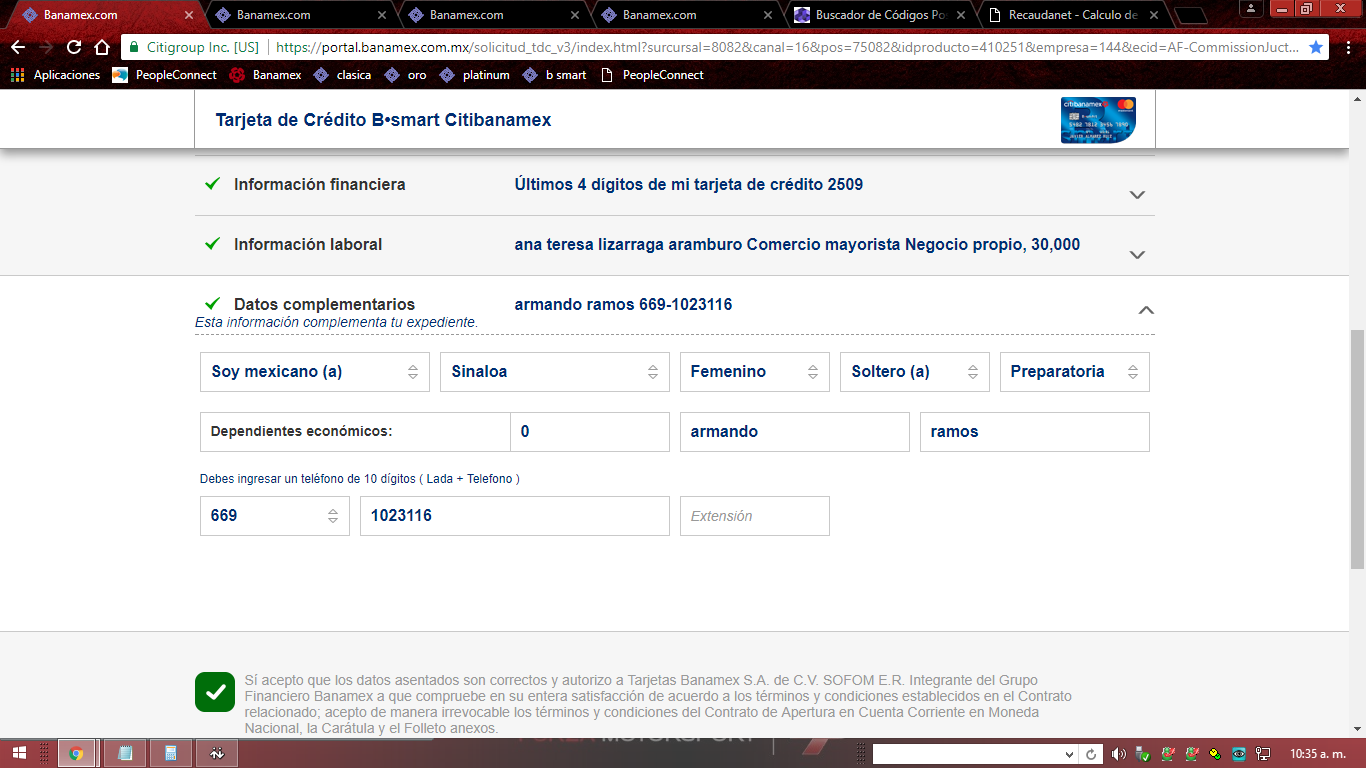 Banamex.com
Banamex.com
Banamex.com
Banamex.com
Buscador de Códigos Po
Recaudanet - Calculo de
Citigroup Inc. [US]
https://portal.banamex.com.mx/solicitud_tdc_v3/index.html?surcursal=8082&canal=16&pos=75082&idproducto=410251&empresa=144&ecid=AF-CommissionJuct...
Aplicaciones
PeopleConnect
Banamex
clasica
oro
platinum
b smart
PeopleConnect
Tarjeta de Crédito B•smart Citibanamex
citibanamex
Información financiera
Últimos 4 dígitos de mi tarjeta de crédito 2509
Información laboral
ana teresa lizarraga aramburo Comercio mayorista Negocio propio, 30,000
Datos complementarios
armando ramos 669-1023116
Esta información complementa tu expediente.
Soy mexicano (a)
Sinaloa
Femenino
Soltero (a)
Preparatoria
Dependientes económicos:
0
armando
ramos
Debes ingresar un teléfono de 10 dígitos ( Lada + Telefono )
669
1023116
Extensión
Sí acepto que los datos asentados son correctos y autorizo a Tarjetas Banamex S.A. de C.V. SOFOM E.R. Integrante del Grupo
Financiero Banamex a que compruebe en su entera satisfacción de acuerdo a los términos y condiciones establecidos en el Contrato
relacionado; acepto de manera irrevocable los términos y condiciones del Contrato de Apertura en Cuenta Corriente en Moneda
Nacional, la Carátula y el Folleto anexos.
10:35 a. m.